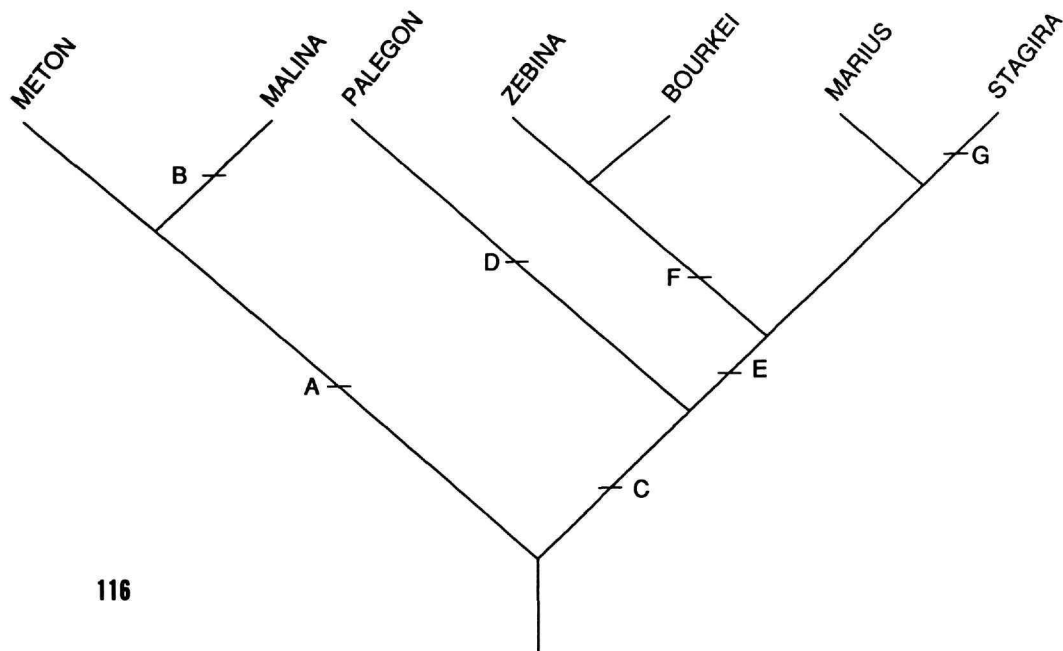 METON
MALINA
PALEGON
ZEBINA
BOURKEI
MARIUS
STAGIRA
B
G
D
F
A
E
C
116